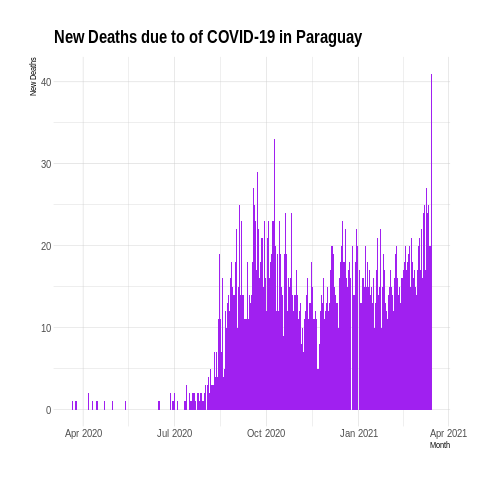 New Deaths due to of COVID-19 in Paraguay
New Deaths
40
30
20
10
0
Apr 2020 Jul 2020 Oct 2020 Jan 2021 Apr 2021
Month